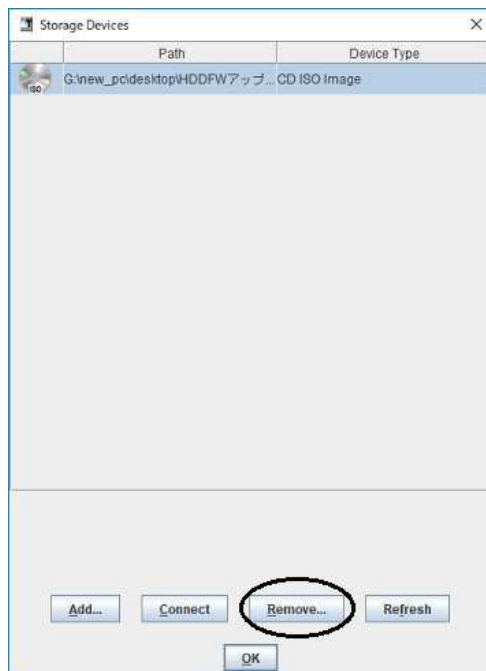 Storage Devices
Path Device Type
ISO G:\new_pc\desktop\HDDFWアップ... CD ISO Image
Add... Connect Remove... Refresh
OK